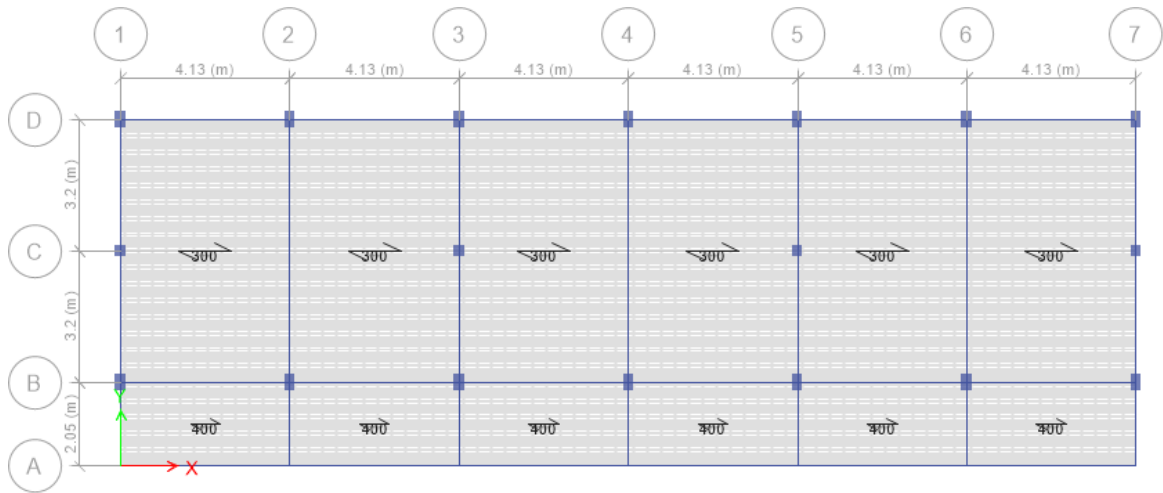 1 2 3 4 5 6 7
4.13 (m) 4.13 (m) 4.13 (m) 4.13 (m) 4.13 (m) 4.13 (m)
D
3.2 (m)
C 300 300 300 300 300 300
3.2 (m)
B
Y
2.05 (m) 400 400 400 400 400 400
A X